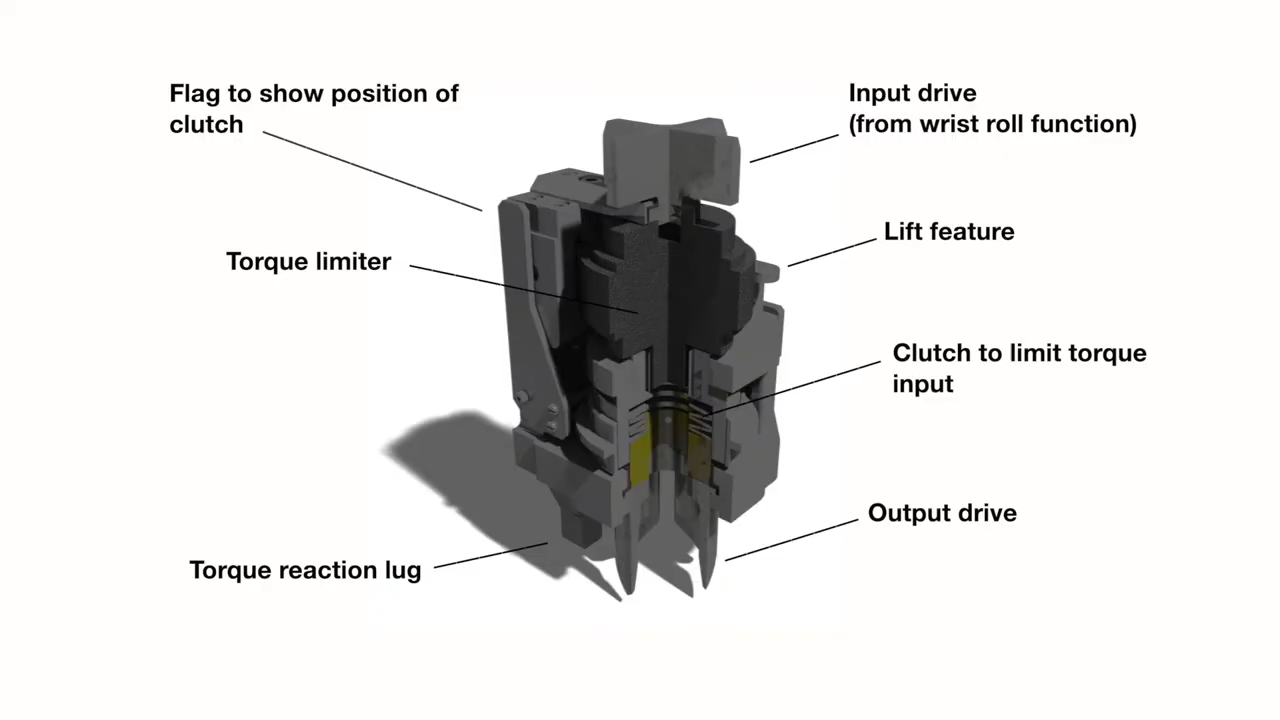 Flag to show position of
clutch
Input drive
(from wrist roll function)
Lift feature
Torque limiter
Clutch to limit torque
input
Output drive
Torque reaction lug